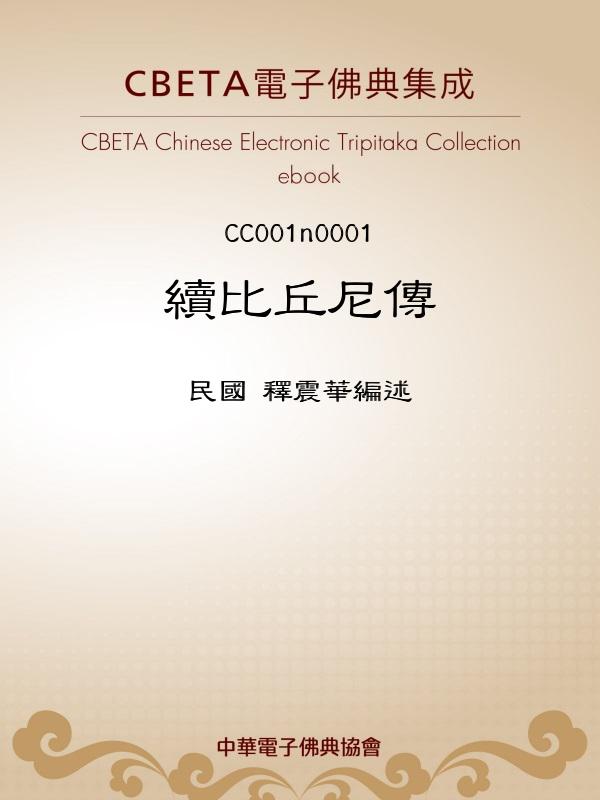 CBETA電子佛典集成
CBETA Chinese Electronic Tripitaka Collection
ebook
CC001n0001
續比丘尼傳
民國 釋震華編述
中華電子佛典協會